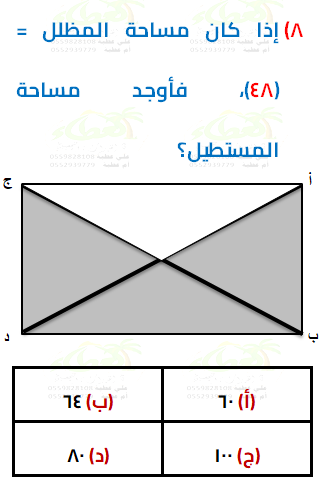 ٨) إذا كان مساحة المظلل =
(٤٨)، فأوجد مساحة
المستطيل؟
ج أ
د ب
(أ) ٦٠ (ب) ٦٤
(ج) ١٠٠ (د) ٨٠